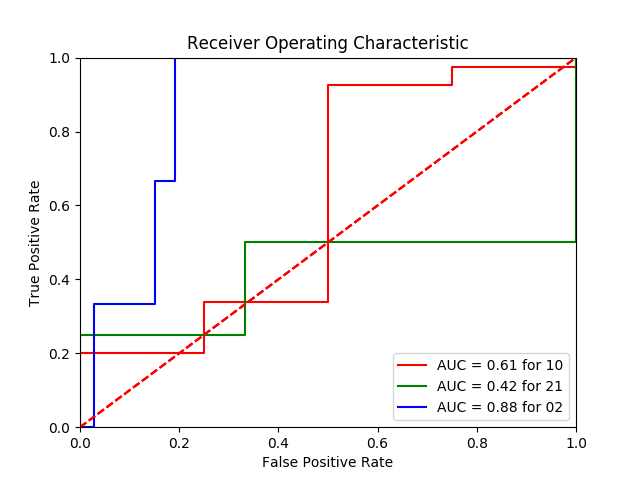 Receiver Operating Characteristic
1.0
0.8
0.6
0.4
0.2
0.0
True Positive Rate
AUC = 0.61 for 10
AUC = 0.42 for 21
AUC = 0.88 for 02
0.0 0.2 0.4 0.6 0.8 1.0
False Positive Rate